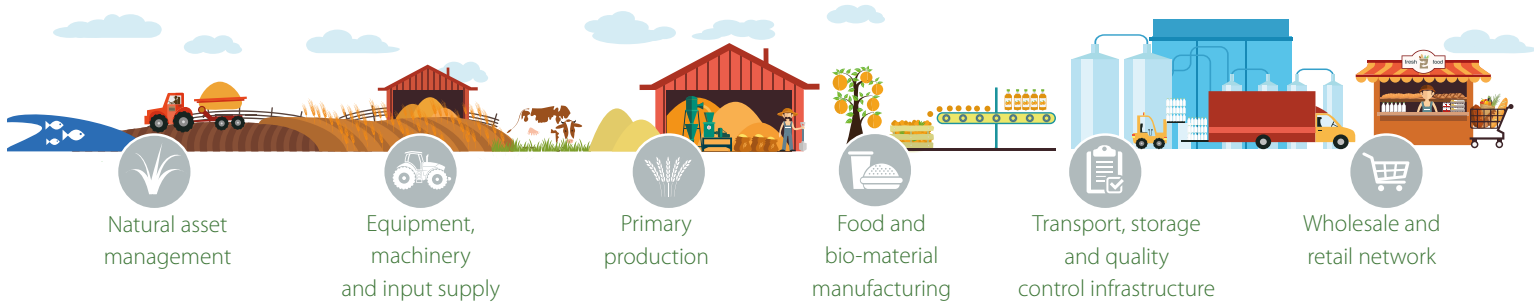 fresh food
Natural asset
management
Equipment,
machinery
and input supply
Primary
production
Food and
bio-material
manufacturing
Transport, storage
and quality
control infrastructure
Wholesale and
retail network